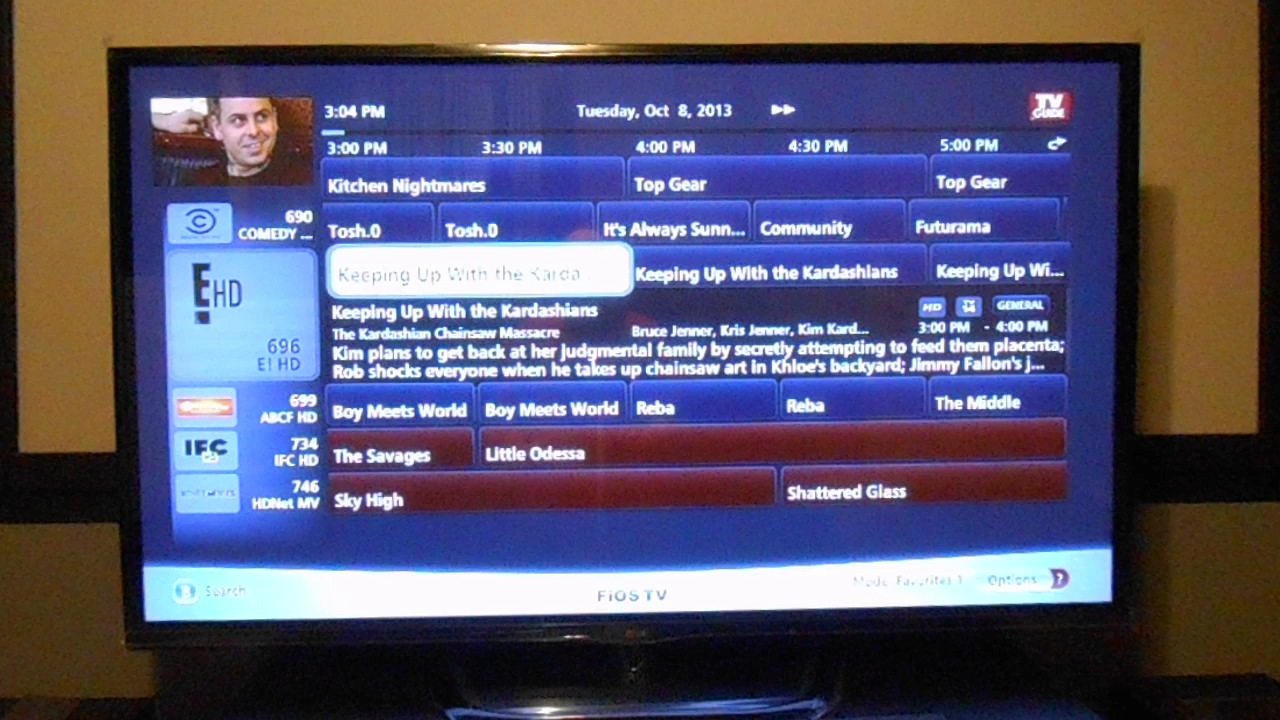 3:04 PM Tuesday, Oct 8, 2013 TV GUIDE
3:00 PM 3:30 PM 4:00 PM 4:30 PM 5:00 PM
Kitchen Nightmares Top Gear Top Gear
690 COMEDY ... Tosh.0 Tosh.0 It's Always Sunn... Community Futurama
Keeping Up With the Karda... Keeping Up With the Kardashians Keeping Up Wi...
E! HD
696
E! HD
Keeping Up With the Kardashians HD TV 14 GENERAL
The Kardashian Chainsaw Massacre Bruce Jenner, Kris Jenner, Kim Kard... 3:00 PM - 4:00 PM
Kim plans to get back at her judgmental family by secretly attempting to feed them placenta;
Rob shocks everyone when he takes up chainsaw art in Khloe's backyard; Jimmy Fallon's j...
699 ABCF HD Boy Meets World Boy Meets World Reba Reba The Middle
IFC 734 IFC HD The Savages Little Odessa
746 HDNet MV Sky High Shattered Glass
B Search FiOS TV Mode: Favorites 1 Options ?